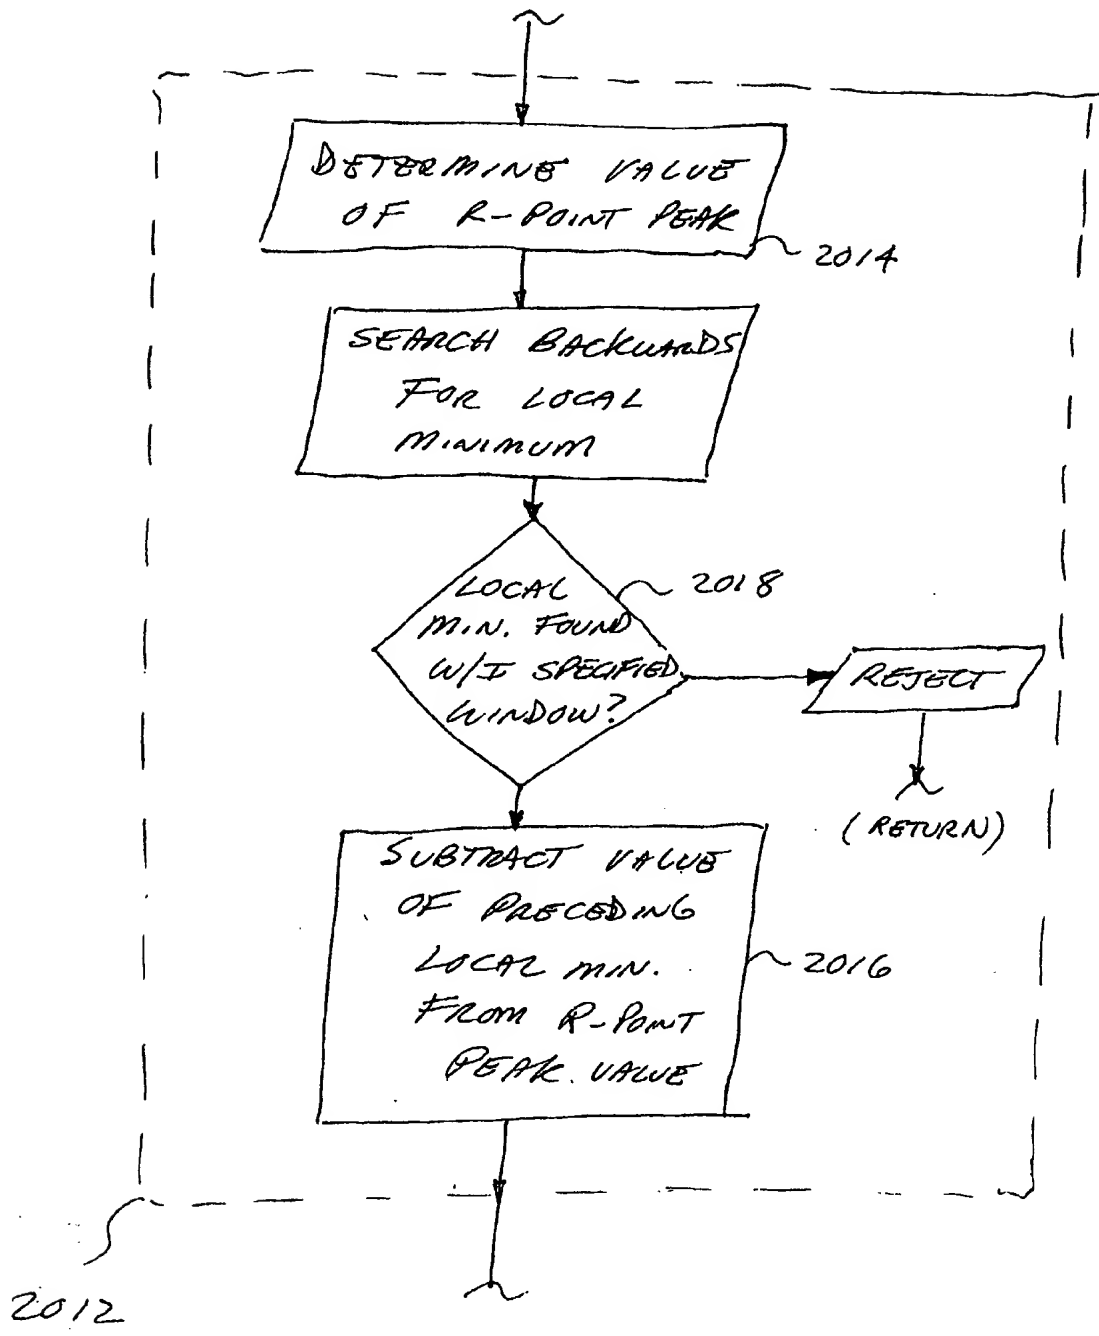 DETERMINE VALUE
OF R-POINT PEAK
2014
SEARCH BACKWARDS
FOR LOCAL
MINIMUM
LOCAL
MIN. FOUND
W/I SPECIFIED
WINDOW?
2018
REJECT
(RETURN)
SUBTRACT VALUE
OF PRECEDING
LOCAL MIN.
FROM R-POINT
PEAK VALUE
2016
2012